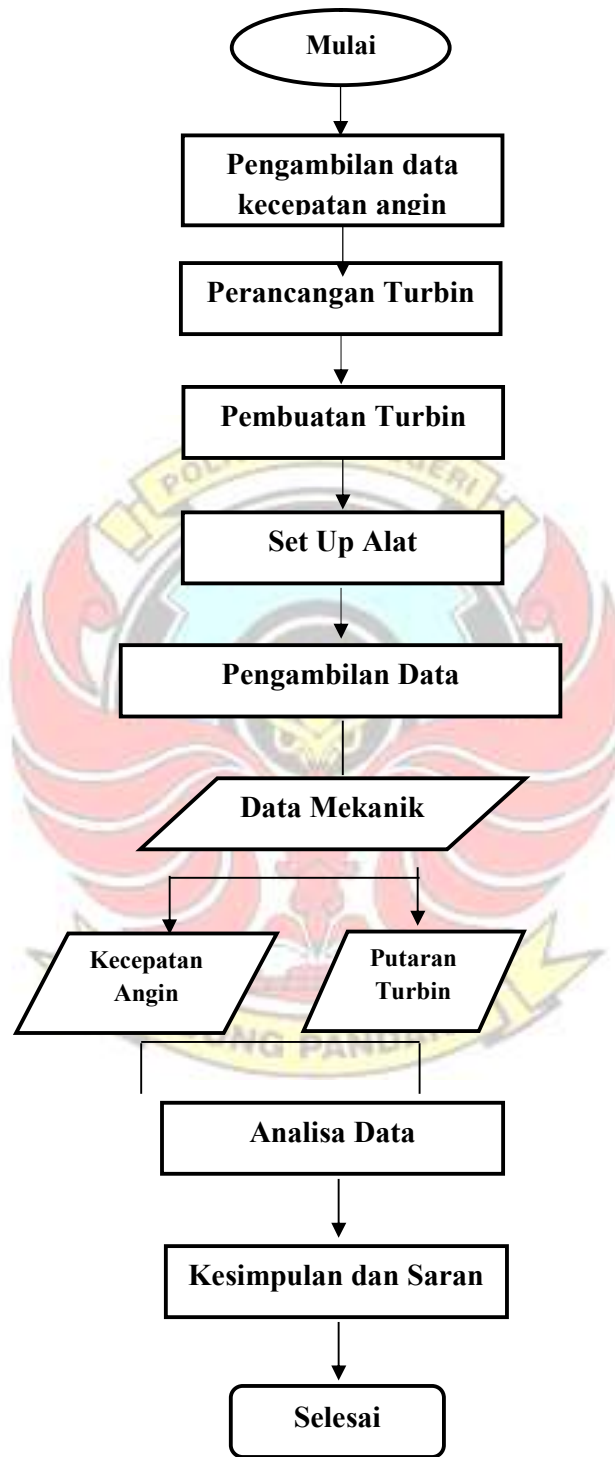 Mulai
Pengambilan data
kecepatan angin
Perancangan Turbin
Pembuatan Turbin
Set Up Alat
Pengambilan Data
Data Mekanik
Kecepatan
Angin
Putaran
Turbin
Analisa Data
Kesimpulan dan Saran
Selesai